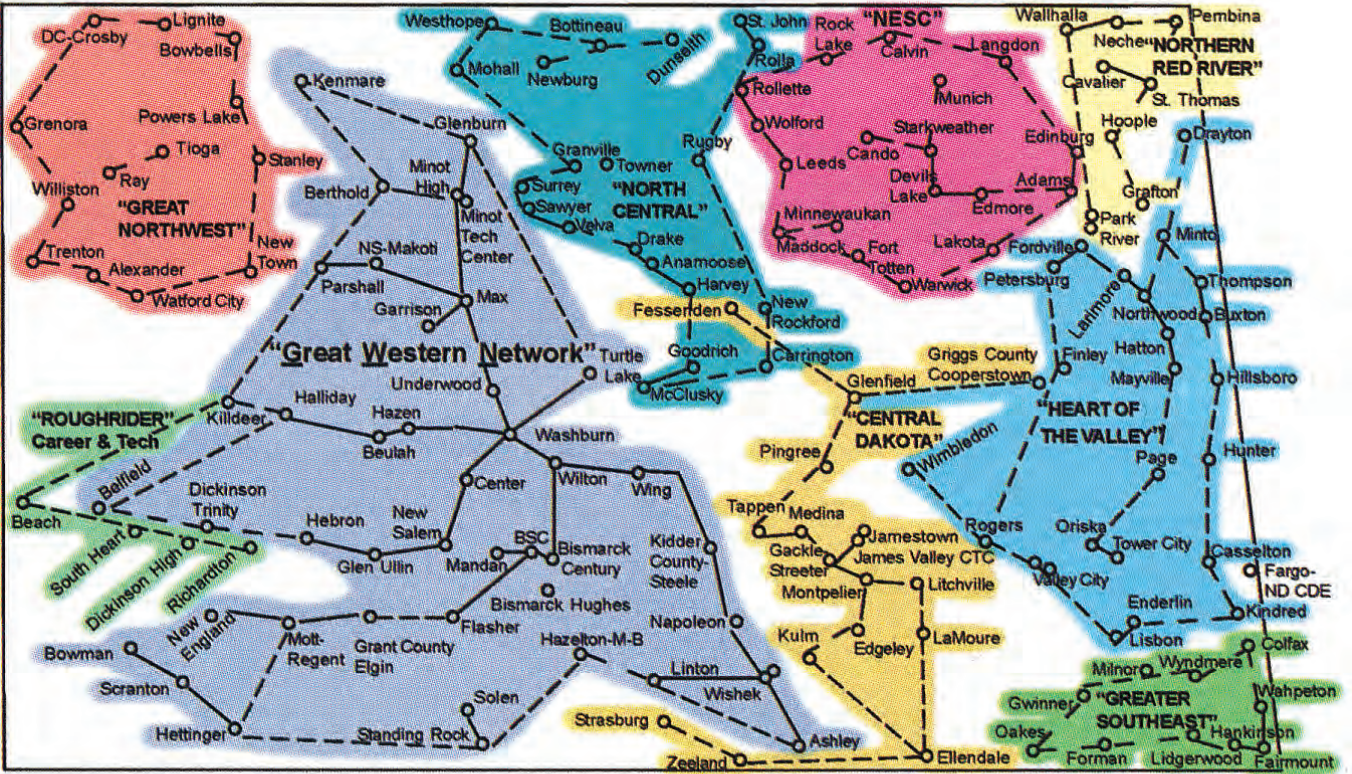 DC-Crosby
Lignite
Bowbells
Grenora
Powers Lake
Tioga
Ray
Stanley
Williston
"GREAT
NORTHWEST"
New
Town
Trenton
Alexander
Watford City
Kenmare
Glenburn
Minot
High
Berthold
Minot
Tech
Center
NS-Makoti
Parshall
Max
Garrison
"Great Western Network"
Turtle
Lake
Underwood
Halliday
Hazen
Killdeer
Beulah
Washburn
"ROUGHRIDER"
Career & Tech
Belfield
Beach
Dickinson
Trinity
Center
Wilton
Wing
New
Salem
Hebron
Glen Ullin
BSC
Mandan
Bismarck
Century
Kidder
County-
Steele
South Heart
Dickinson High
Richardton
Bismarck Hughes
New
England
Mott-
Regent
Grant County
Elgin
Flasher
Hazelton-M-B
Napoleon
Bowman
Scranton
Linton
Wishek
Solen
Hettinger
Standing Rock
Ashley
Westhope
Bottineau
Dunseith
St. John
Rolla
Mohall
Newburg
Rugby
Granville
Towner
Surrey
Sawyer
Velva
"NORTH
CENTRAL"
Drake
Anamoose
Harvey
New
Rockford
Fessenden
Goodrich
Carrington
McClusky
Rock
Lake
"NESC"
Calvin
Langdon
Rollette
Munich
Wolford
Starkweather
Cando
Edinburg
Leeds
Devils
Lake
Adams
Edmore
Minnewaukan
Maddock
Fort
Totten
Lakota
Warwick
Wallhalla
Pembina
Neche
"NORTHERN
RED RIVER"
Cavalier
St. Thomas
Hoople
Grafton
Park
River
Drayton
Fordville
Minto
Petersburg
Larimore
Thompson
Northwood
Buxton
Hatton
Finley
Mayville
Hillsboro
Griggs County
Cooperstown
"HEART OF
THE VALLEY"
Wimbledon
Page
Hunter
Rogers
Oriska
Tower City
Casselton
Valley City
Fargo-
ND CDE
Enderlin
Kindred
Lisbon
Glenfield
"CENTRAL
DAKOTA"
Pingree
Tappen
Medina
Jamestown
James Valley CTC
Gackle
Streeter
Montpelier
Litchville
Kulm
Edgeley
LaMoure
Strasburg
Zeeland
Ellendale
Colfax
Milnor
Wyndmere
Gwinner
"GREATER
SOUTHEAST"
Wahpeton
Oakes
Hankinson
Forman
Lidgerwood
Fairmount